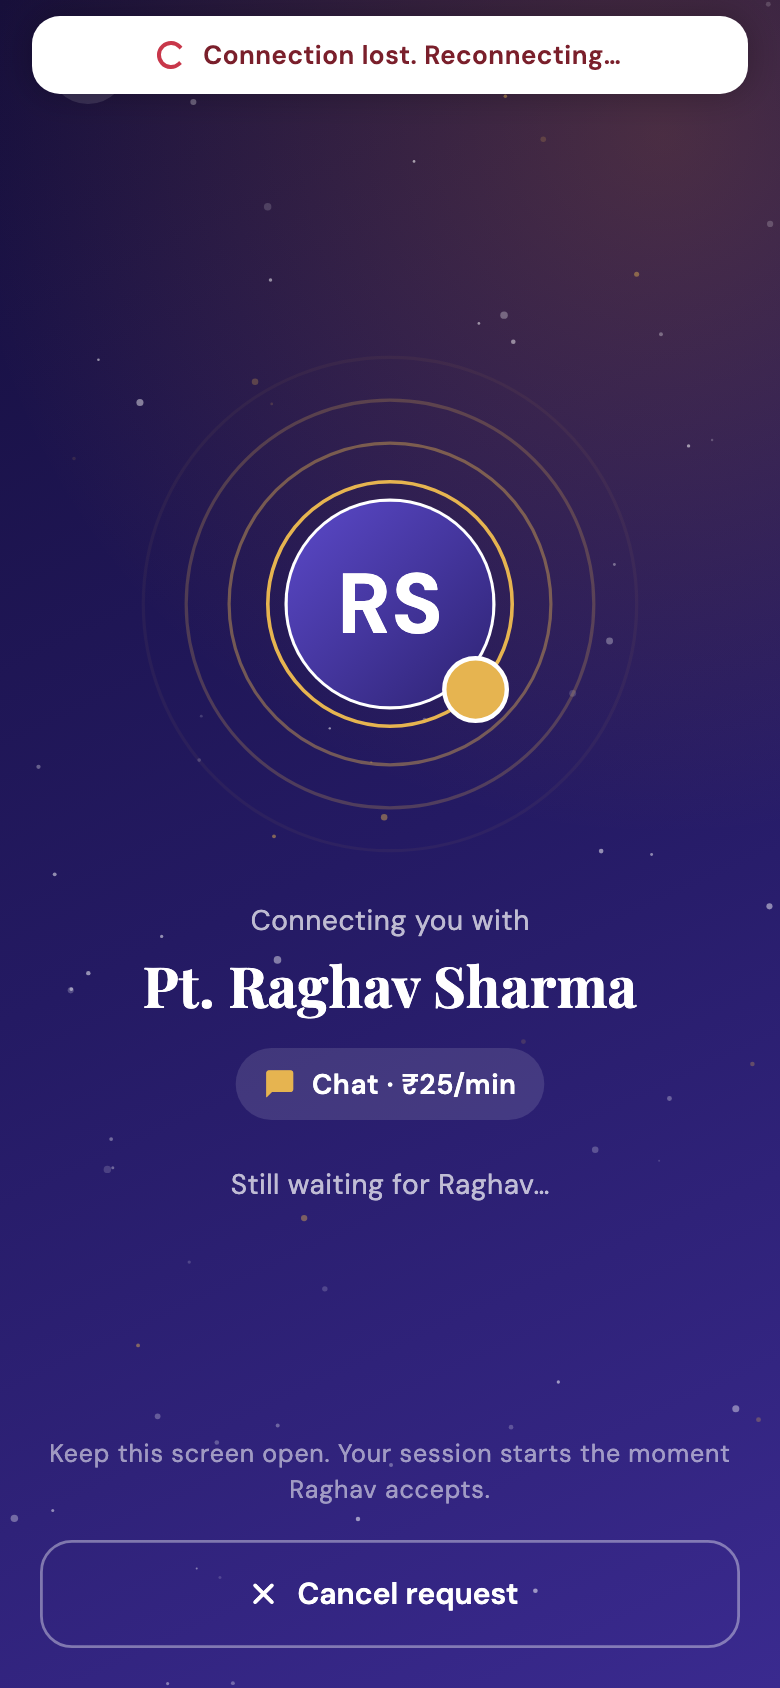 Connection lost. Reconnecting…
RS
Connecting you with
Pt. Raghav Sharma
Chat · ₹25/min
Still waiting for Raghav…
Keep this screen open. Your session starts the moment
Raghav accepts.
Cancel request